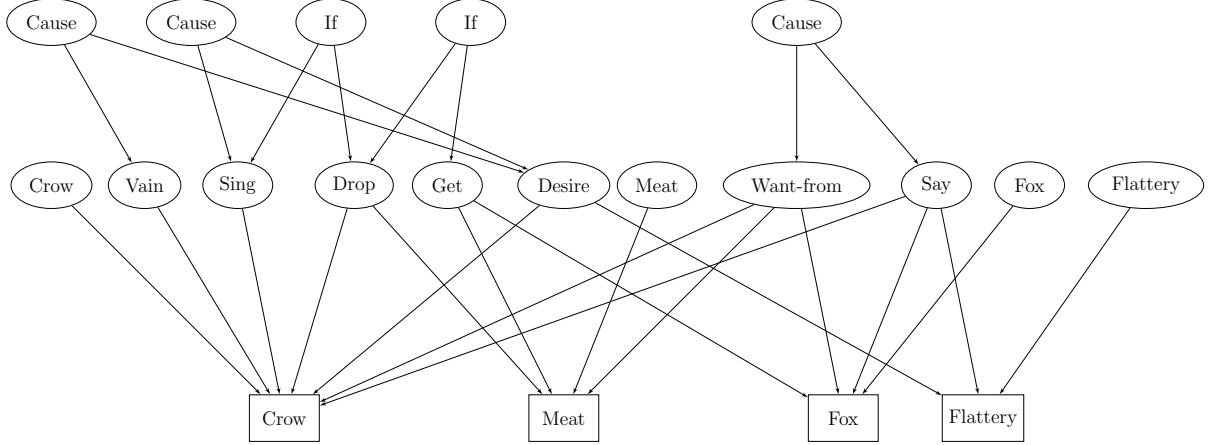 Cause Cause If If Cause
Crow Vain Sing Drop Get Desire Meat Want-from Say Fox Flattery
Crow Meat Fox Flattery